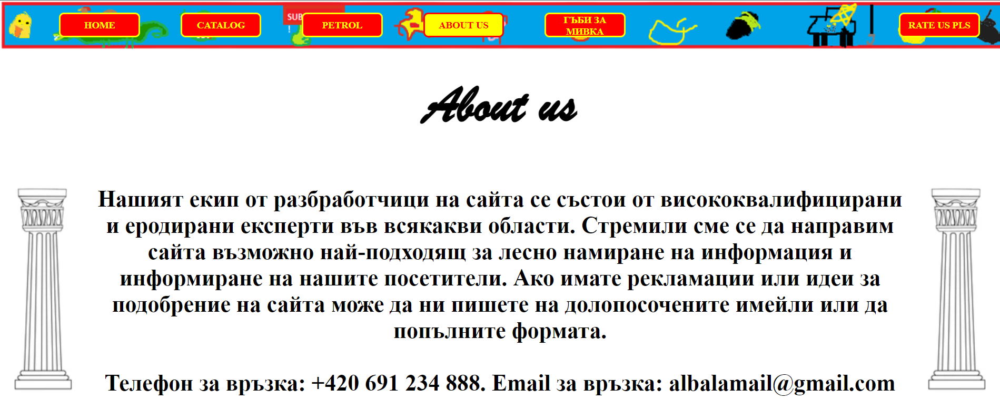 SUB
!
HOME
CATALOG
PETROL
ABOUT US
ГЪБИ ЗА
МИВКА
RATE US PLS
About us
Нашият екип от разбработчици на сайта се състои от висококвалифицирани
и еродирани експерти във всякакви области. Стремили сме се да направим
сайта възможно най-подходящ за лесно намиране на информация и
информиране на нашите посетители. Ако имате рекламации или идеи за
подобрение на сайта може да ни пишете на долопосочените имейли или да
попълните формата.
Телефон за връзка: +420 691 234 888. Email за връзка: albalamail@gmail.com